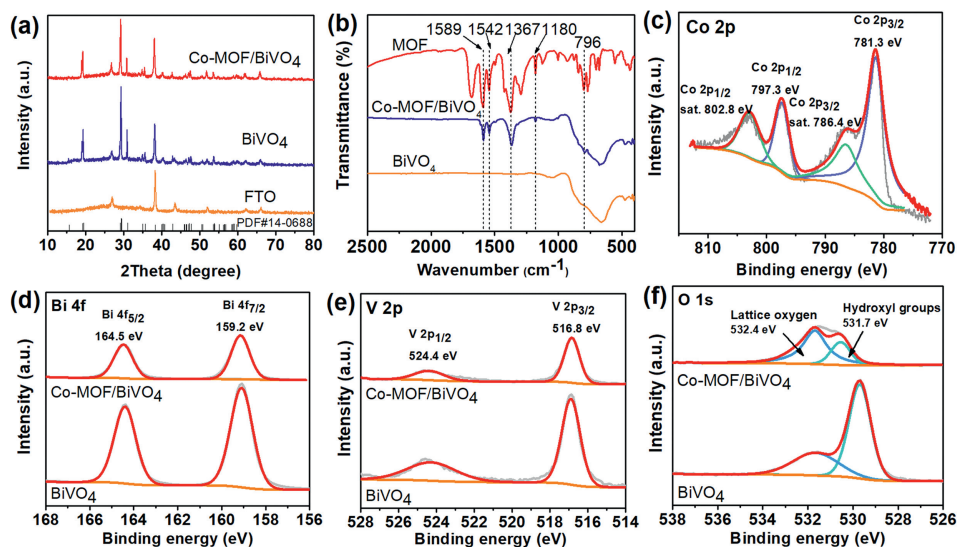 (a)
Co-MOF/BiVO4
BiVO4
FTO
PDF#14-0688
Intensity (a.u.)
10 20 30 40 50 60 70 80
2Theta (degree)
(b)
1589 1542 1367 1180 796
MOF
Co-MOF/BiVO4
BiVO4
Transmittance (%)
2500 2000 1500 1000 500
Wavenumber (cm-1)
(c)
Co 2p
Co 2p3/2
781.3 eV
Co 2p1/2
797.3 eV
Co 2p1/2
sat. 802.8 eV
Co 2p3/2
sat. 786.4 eV
Intensity (a.u.)
810 800 790 780 770
Binding energy (eV)
(d)
Bi 4f
Bi 4f5/2
164.5 eV
Bi 4f7/2
159.2 eV
Co-MOF/BiVO4
BiVO4
Intensity (a.u.)
168 166 164 162 160 158 156
Binding energy (eV)
(e)
V 2p
V 2p1/2
524.4 eV
V 2p3/2
516.8 eV
Co-MOF/BiVO4
BiVO4
Intensity (a.u.)
528 526 524 522 520 518 516 514
Binding energy (eV)
(f)
O 1s
Lattice oxygen
532.4 eV
Hydroxyl groups
531.7 eV
Co-MOF/BiVO4
BiVO4
Intensity (a.u.)
538 536 534 532 530 528 526
Binding energy (eV)